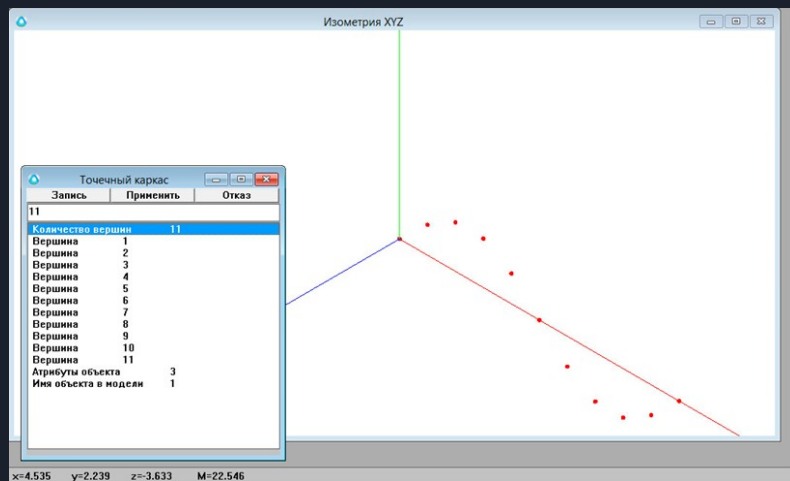 Изометрия XYZ
Точечный каркас
Запись Применить Отказ
11
Количество вершин 11
Вершина 1
Вершина 2
Вершина 3
Вершина 4
Вершина 5
Вершина 6
Вершина 7
Вершина 8
Вершина 9
Вершина 10
Вершина 11
Атрибуты объекта 3
Имя объекта в модели 1
x=4.535 y=2.239 z=-3.633 M=22.546